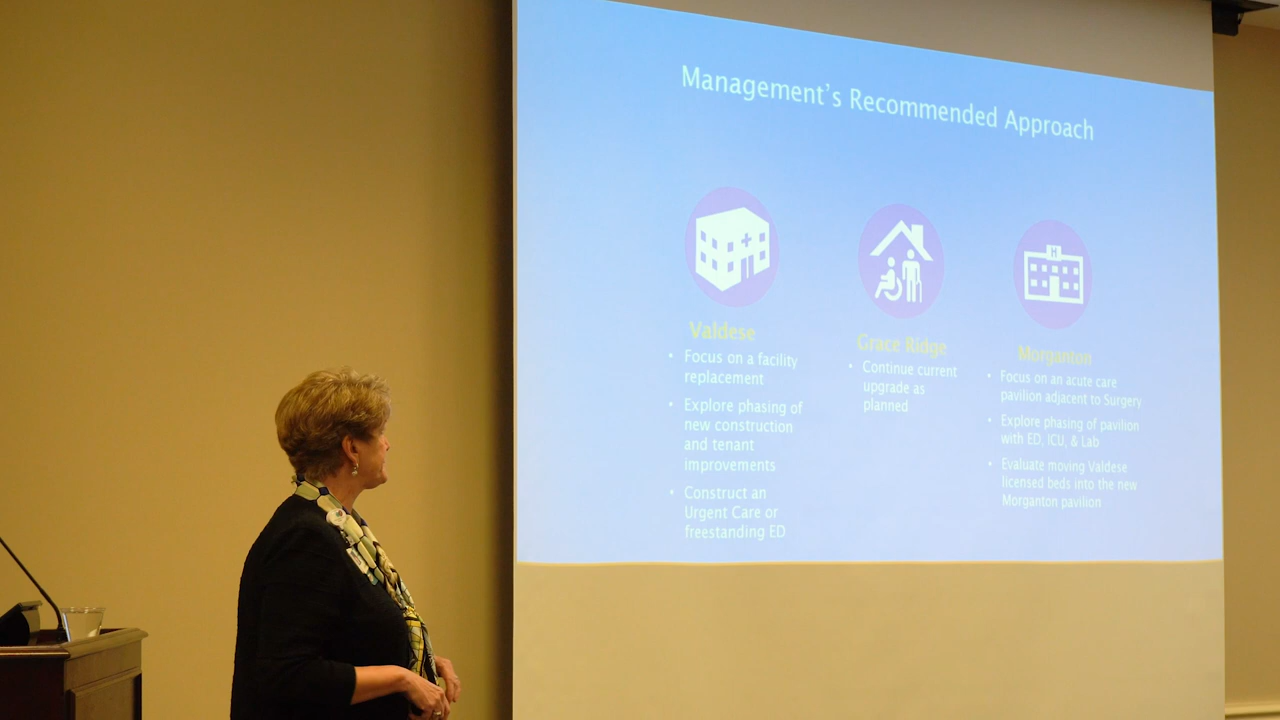 Management's Recommended Approach
Valdese
• Focus on a facility
replacement
• Explore phasing of
new construction
and tenant
improvements
• Construct an
Urgent Care or
freestanding ED
Grace Ridge
• Continue current
upgrade as
planned
H
Morganton
• Focus on an acute care
pavilion adjacent to Surgery
• Explore phasing of pavilion
with ED, ICU, & Lab
• Evaluate moving Valdese
licensed beds into the new
Morganton pavilion